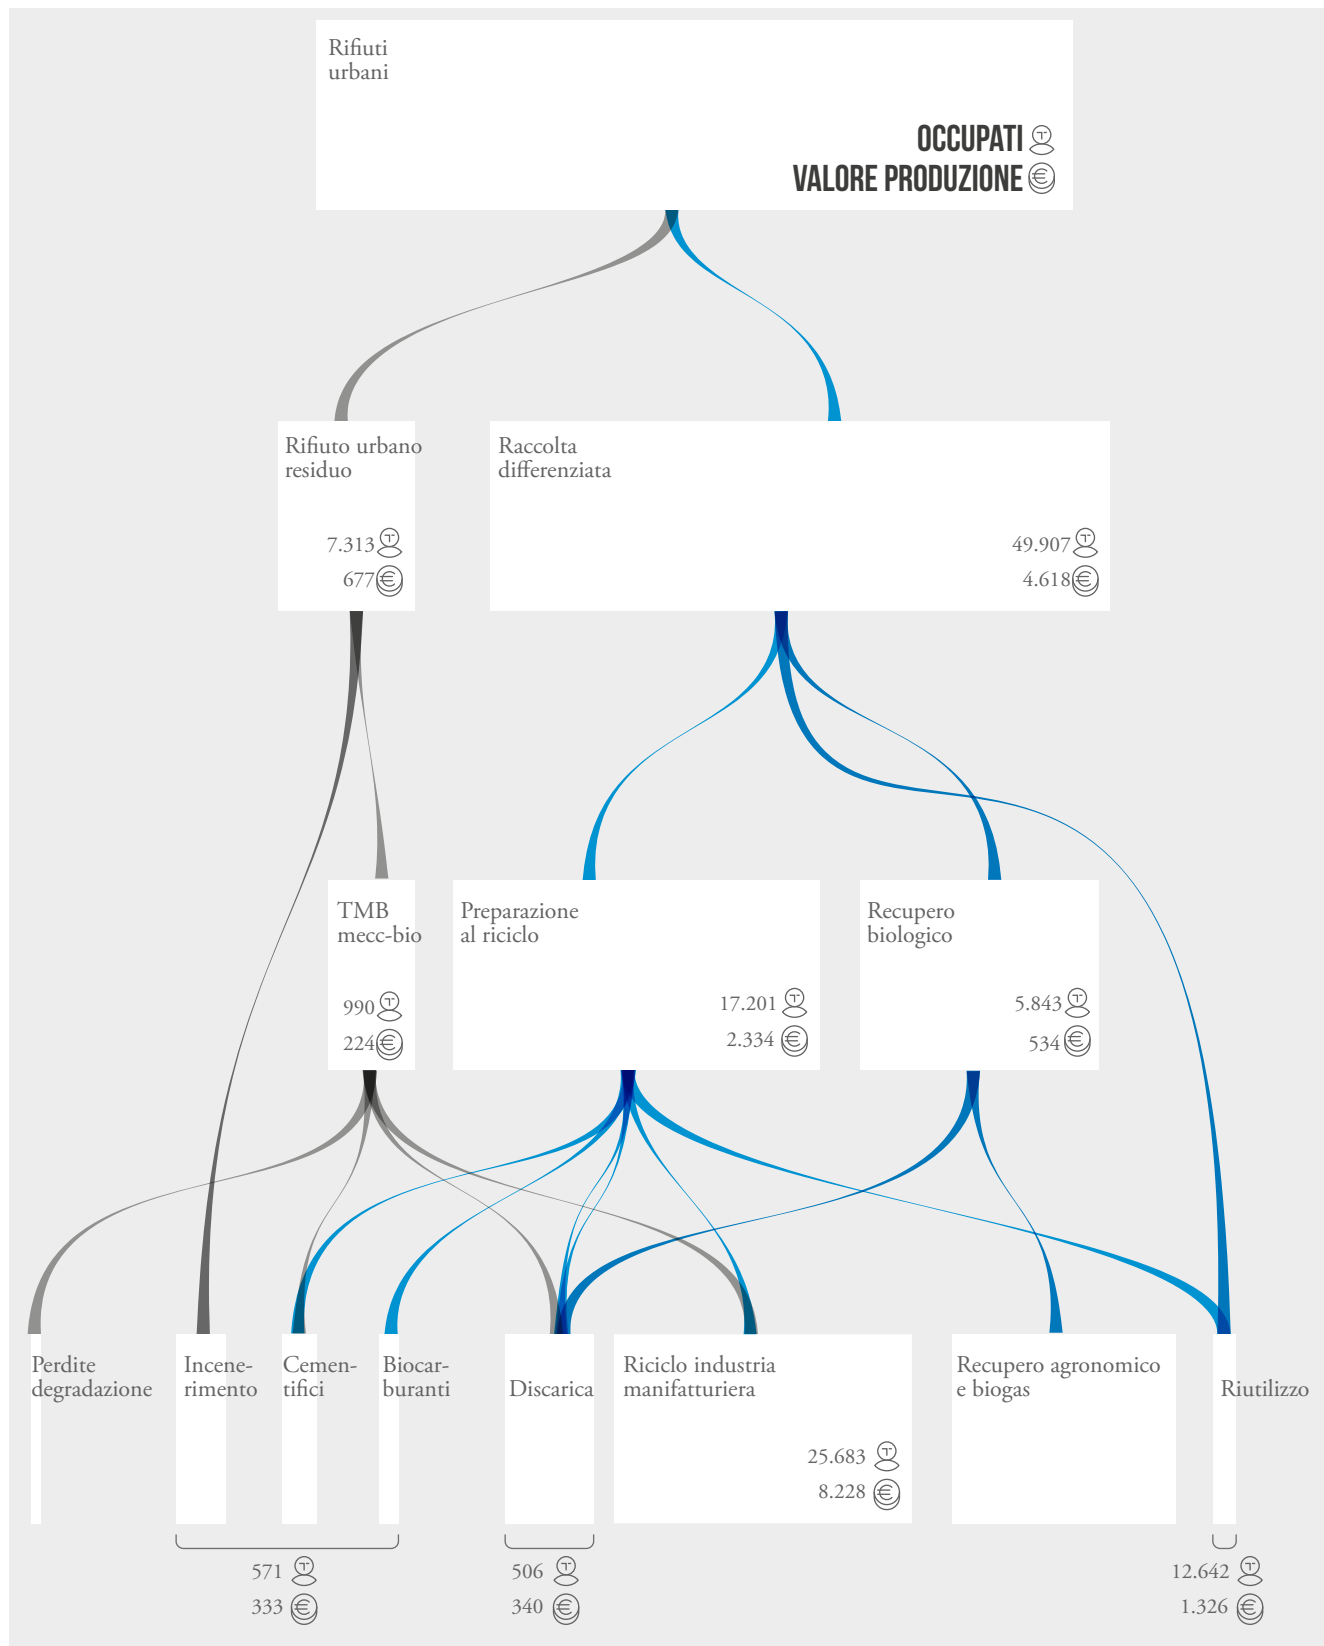 Rifiuti
urbani
OCCUPATI
VALORE PRODUZIONE
Rifiuto urbano
residuo
7.313
677
Raccolta
differenziata
49.907
4.618
TMB
mecc-bio
990
224
Preparazione
al riciclo
17.201
2.334
Recupero
biologico
5.843
534
Perdite
degradazione
Incene-
rimento
Cemen-
tifici
Biocar-
buranti
Discarica
Riciclo industria
manifatturiera
25.683
8.228
Recupero agronomico
e biogas
Riutilizzo
571
333
506
340
12.642
1.326